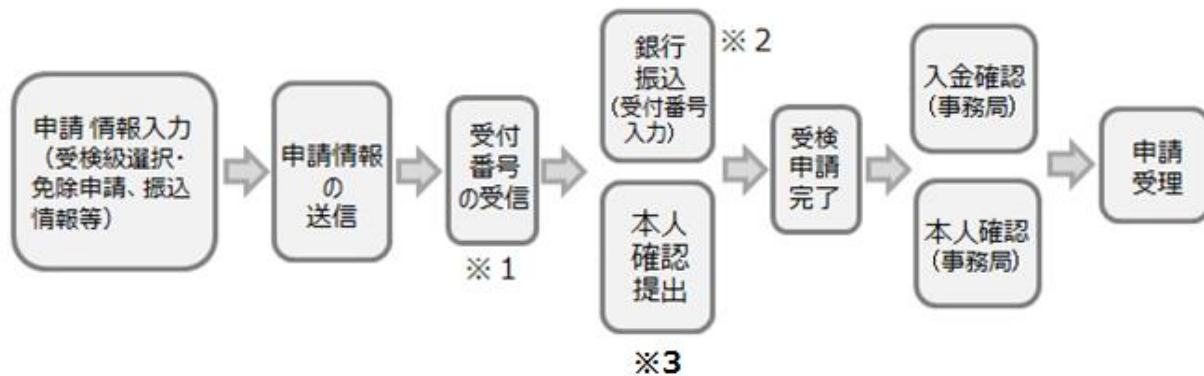 申請 情報入力
（受検級選択・
免除申請、振込
情報等）
申請情報
の
送信
受付
番号
の受信
※１
銀行
振込
(受付番号
入力)
※２
本人
確認
提出
※3
受検
申請
完了
入金確認
(事務局)
本人確認
(事務局)
申請
受理